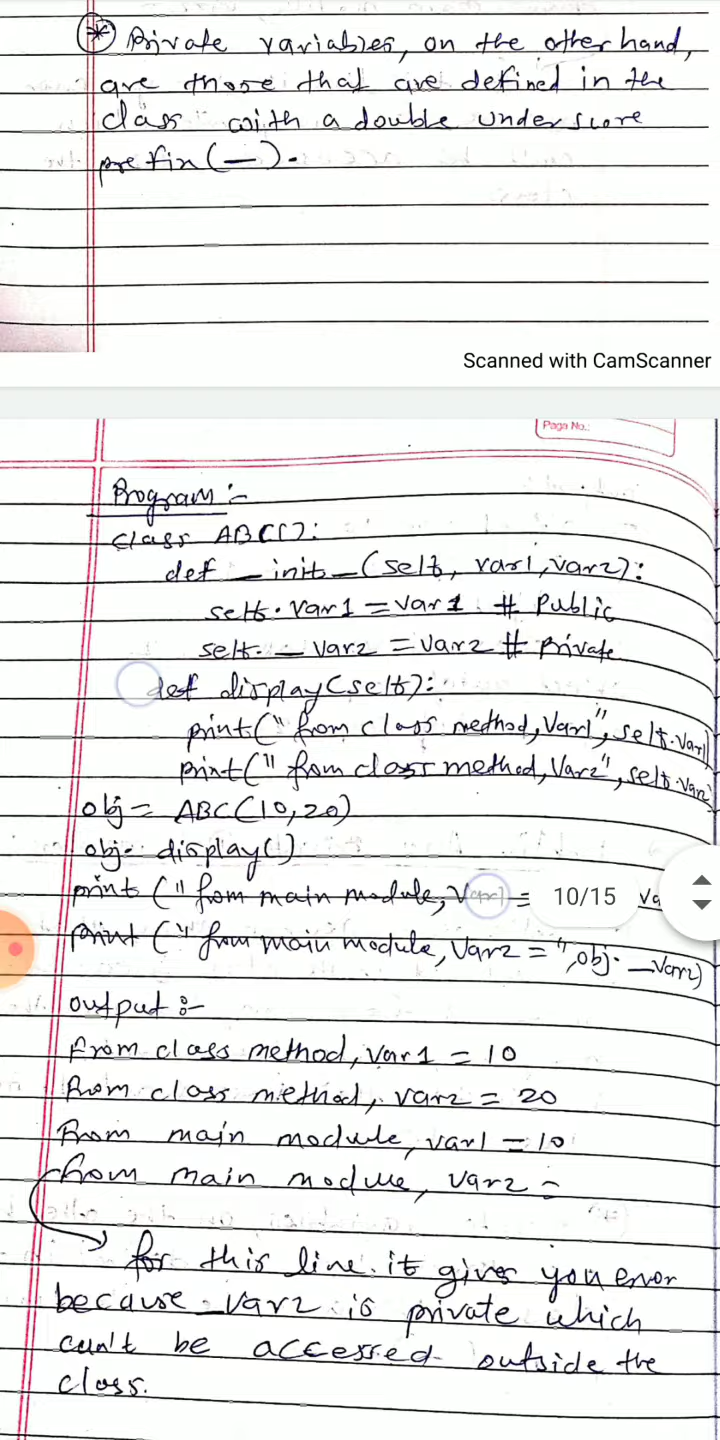 * Private variables, on the other hand,
are those that are defined in the
class with a double underscore
prefix (__).
Scanned with CamScanner
Page No.:
Program :-
class ABC():
def __init__(self, var1, var2):
self.var1 = var1 # Public
self.__var2 = var2 # Private
def display(self):
print(" from class method, Var1", self.var1
print(" from class method, Var2", self.var2
obj = ABC(10,20)
obj. display()
print (" from main module, Var1 =
10/15
print (" from main module, Var2 = ", obj. __var2)
output :-
From class method, var1 = 10
From class method, var2 = 20
From main module, var1 = 10
from main module, var2 =
for this line it gives you error
because _var2 is private which
can't be accessed outside the
class.